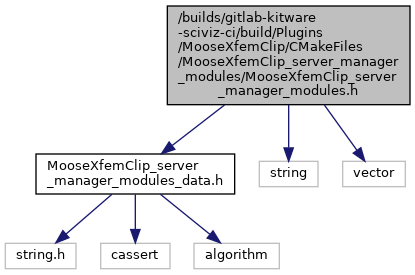 /builds/gitlab-kitware
-sciviz-ci/build/Plugins
/MooseXfemClip/CMakeFiles
/MooseXfemClip_server_manager
_modules/MooseXfemClip_server
_manager_modules.h
MooseXfemClip_server
_manager_modules_data.h
string
vector
string.h
cassert
algorithm